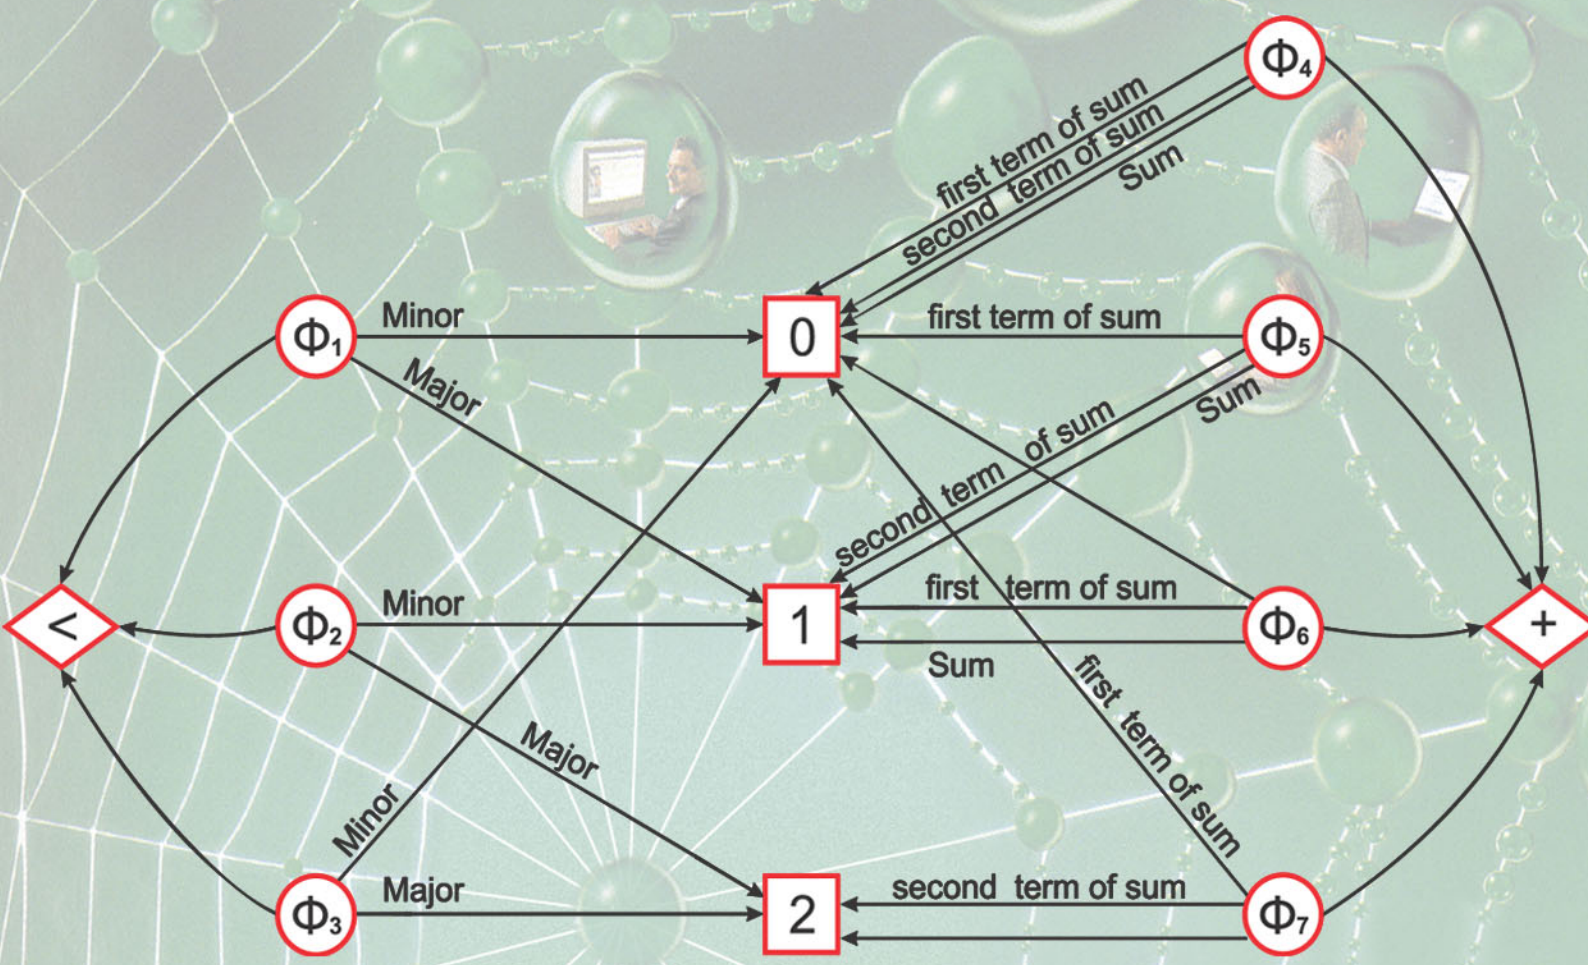 Φ4
first term of sum
second term of sum
Sum
Φ1
Minor
0
first term of sum
Φ5
Major
Sum
second term of sum
<
Φ2
Minor
1
first term of sum
Φ6
+
Sum
first term of sum
Major
Minor
Φ3
Major
2
second term of sum
Φ7